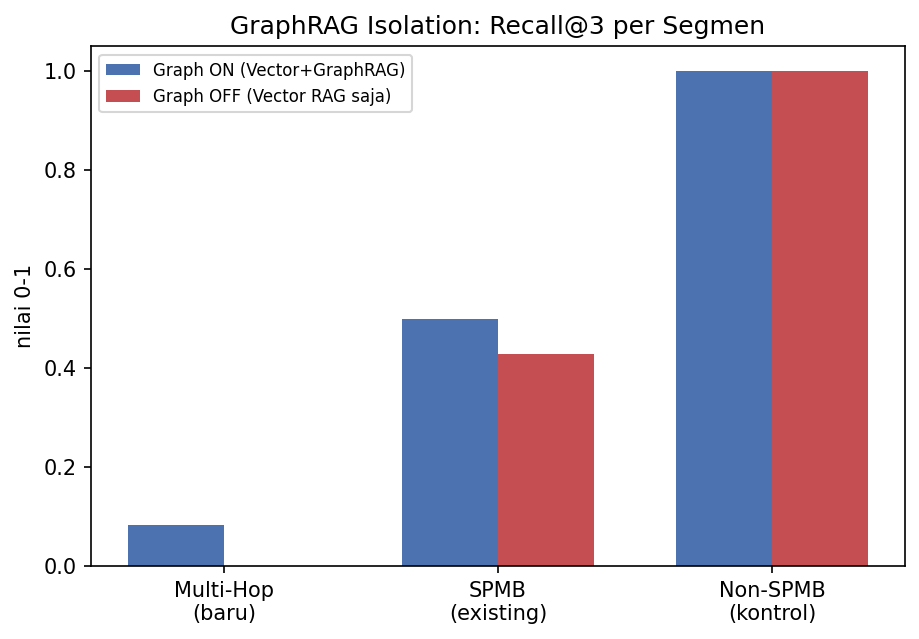 GraphRAG Isolation: Recall@3 per Segmen
Graph ON (Vector+GraphRAG)
Graph OFF (Vector RAG saja)
nilai 0-1
1.0
0.8
0.6
0.4
0.2
0.0
Multi-Hop
(baru)
SPMB
(existing)
Non-SPMB
(kontrol)